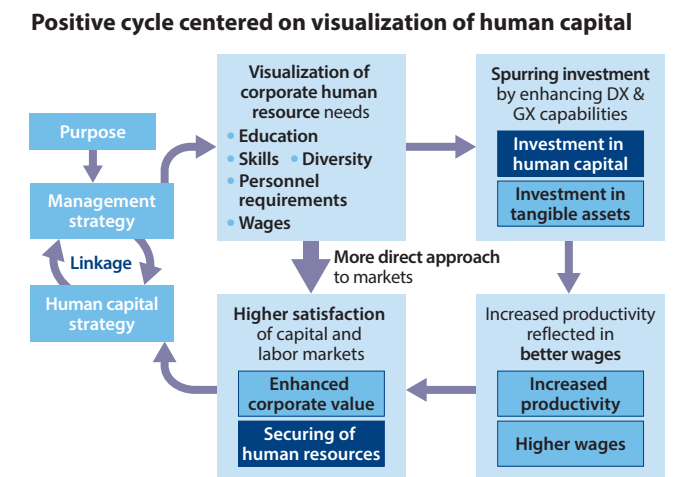 Positive cycle centered on visualization of human capital
Purpose
Management
strategy
Linkage
Human capital
strategy
Visualization of
corporate human
resource needs
• Education
• Skills • Diversity
• Personnel
requirements
• Wages
Spurring investment
by enhancing DX &
GX capabilities
Investment in
human capital
Investment in
tangible assets
More direct approach
to markets
Higher satisfaction
of capital and
labor markets
Enhanced
corporate value
Securing of
human resources
Increased productivity
reflected in
better wages
Increased
productivity
Higher wages